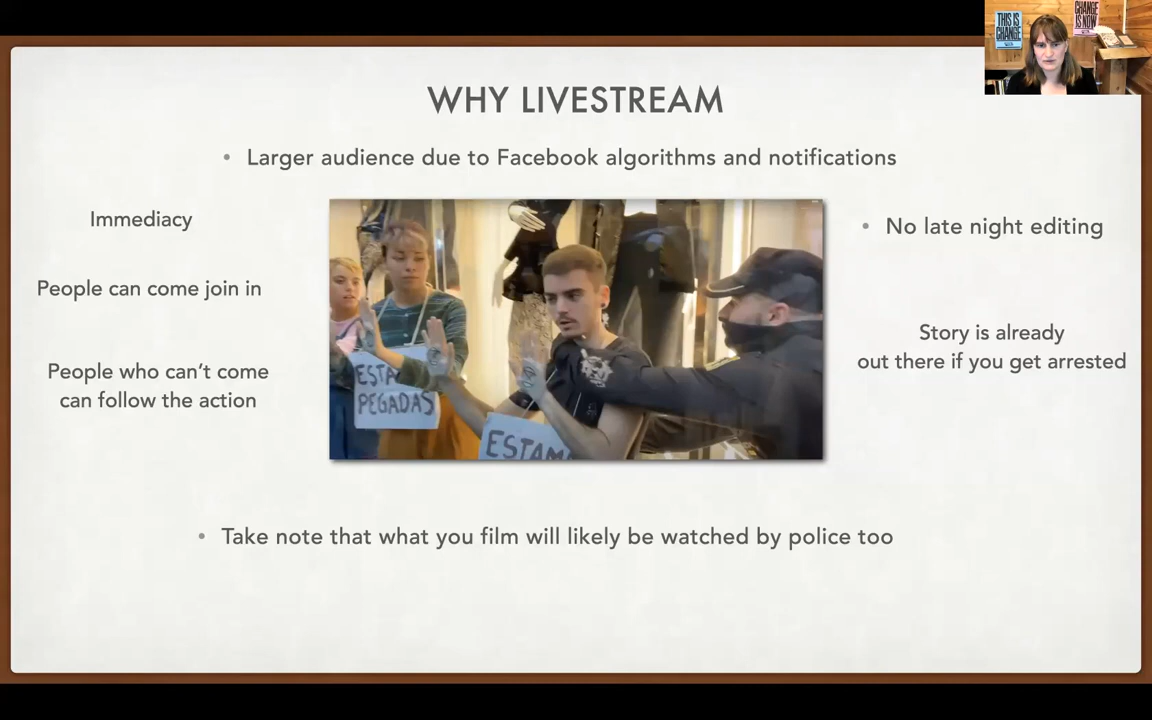 THIS IS
CHANGE
CHANGE
IS NOW
WHY LIVESTREAM
• Larger audience due to Facebook algorithms and notifications
Immediacy
• No late night editing
People can come join in
Story is already
out there if you get arrested
People who can't come
can follow the action
ESTA
PEGADAS
ESTAM
• Take note that what you film will likely be watched by police too